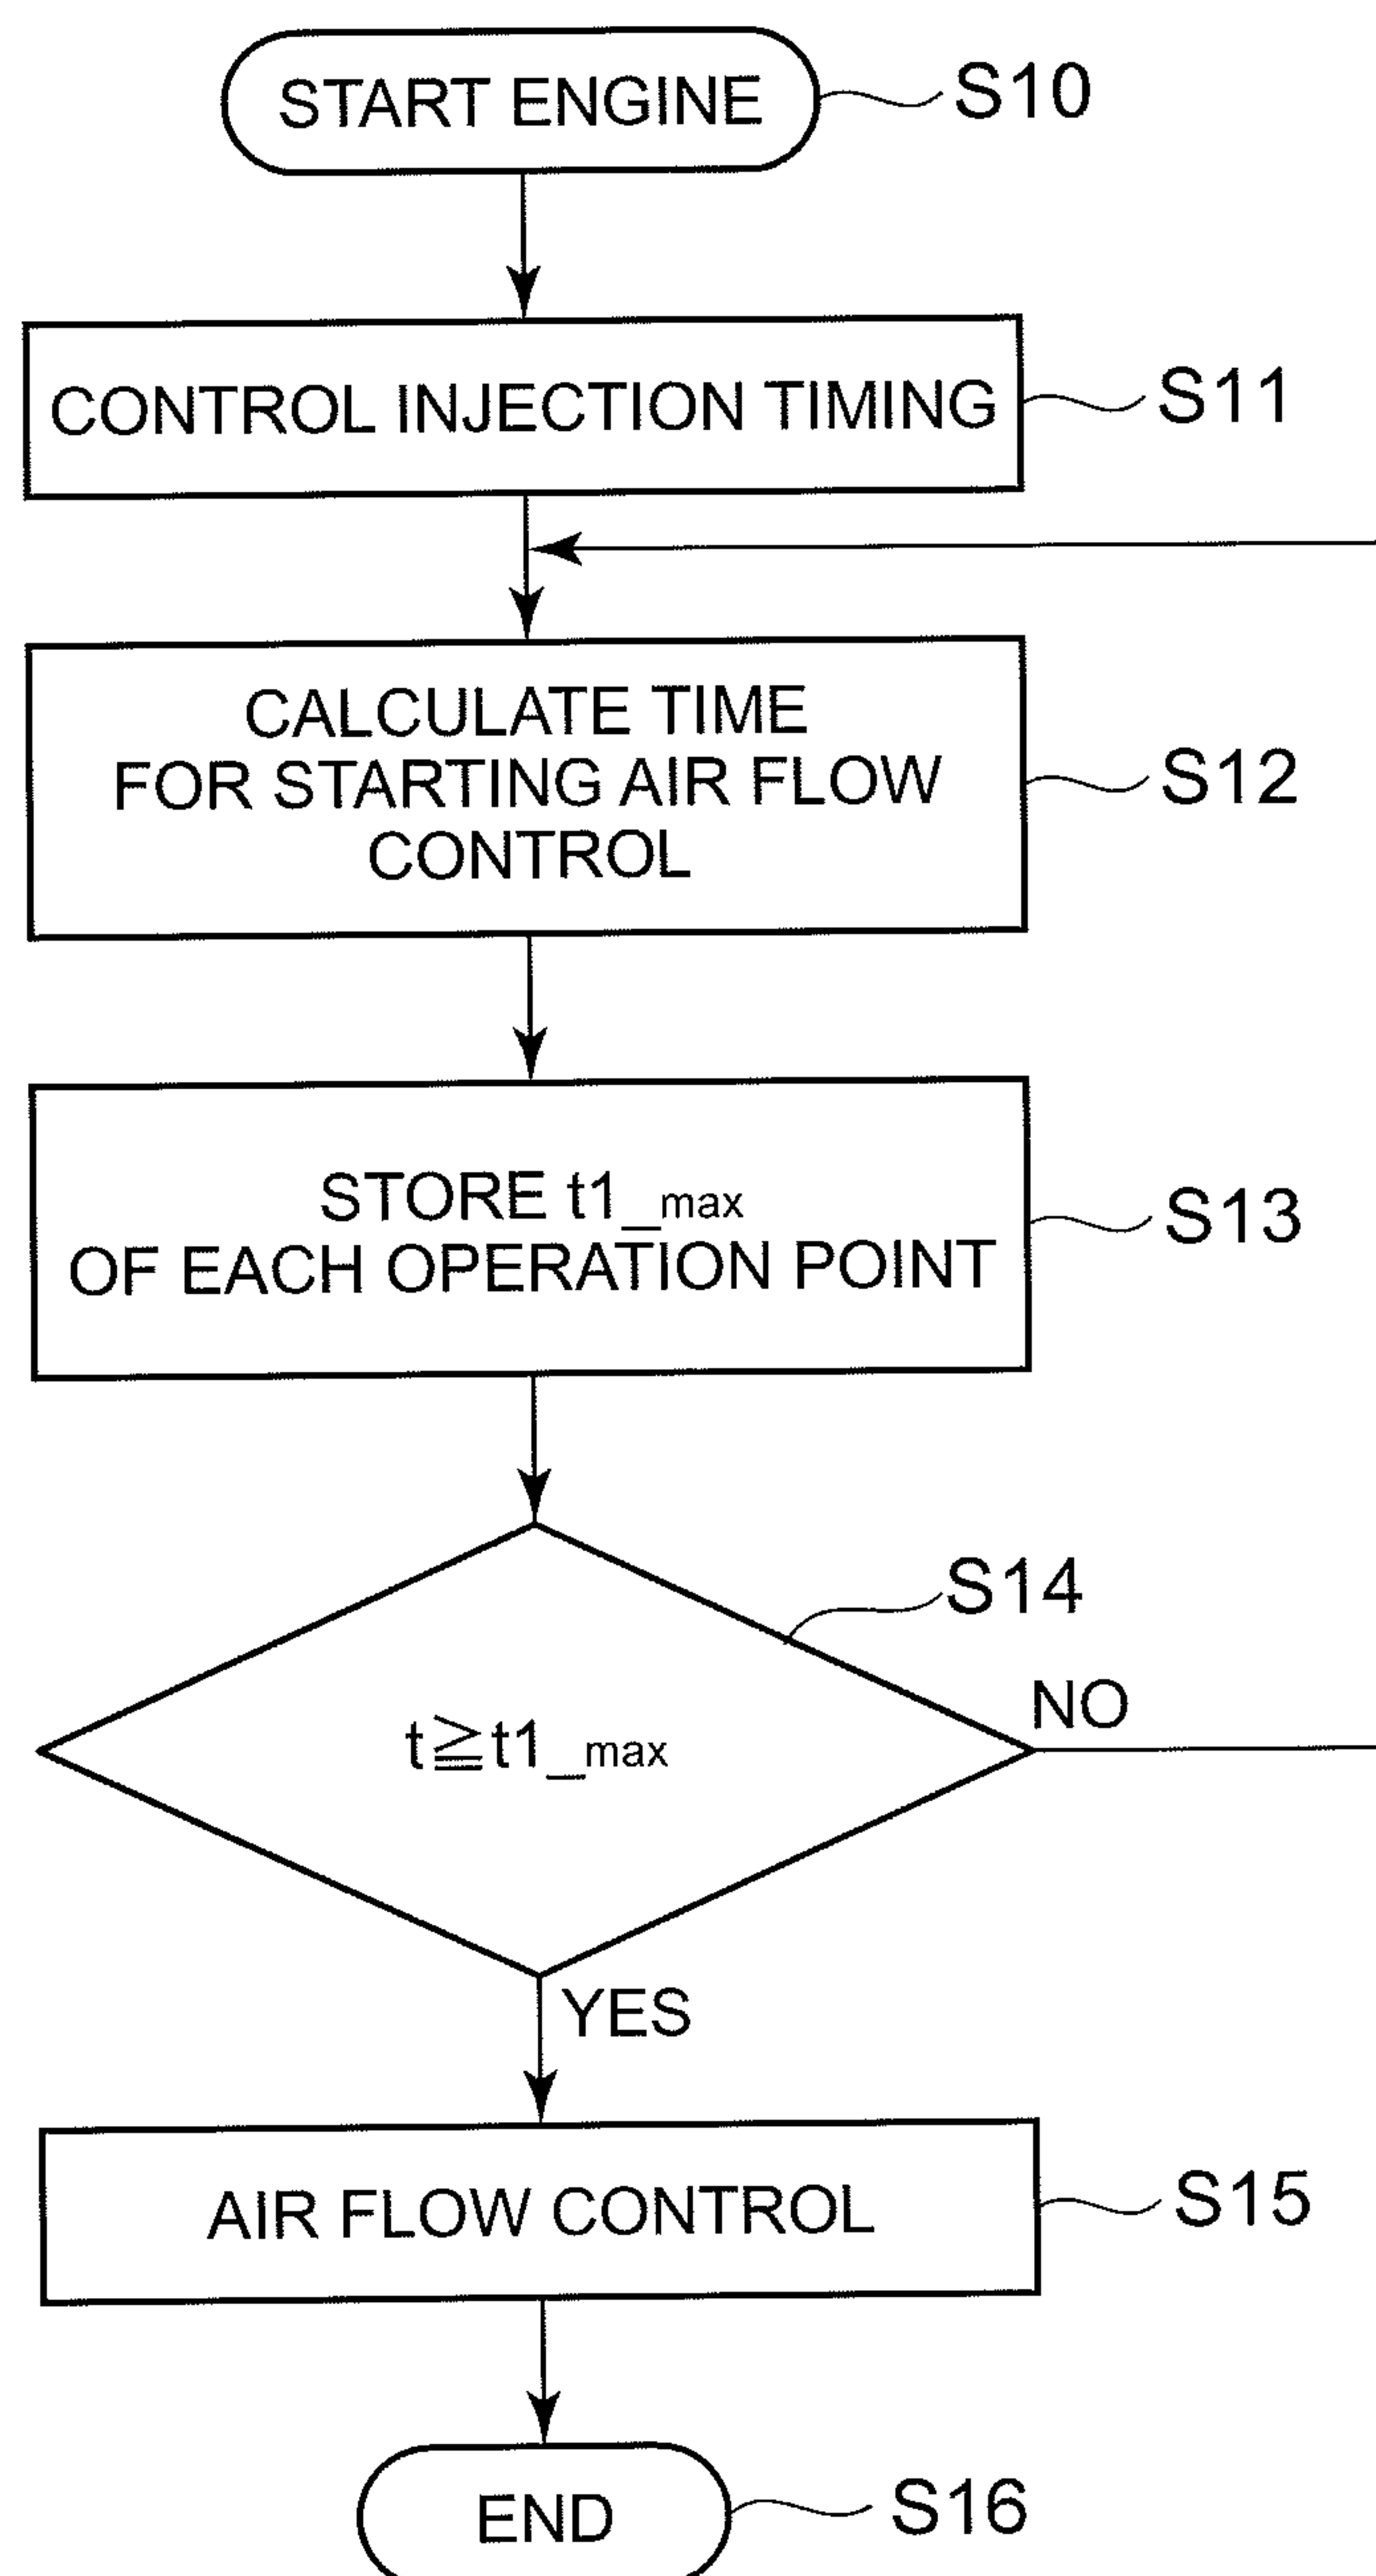 START ENGINE
S10
CONTROL INJECTION TIMING
S11
CALCULATE TIME
FOR STARTING AIR FLOW
CONTROL
S12
STORE t1_max
OF EACH OPERATION POINT
S13
S14
t≧t1_max
NO
YES
AIR FLOW CONTROL
S15
END
S16